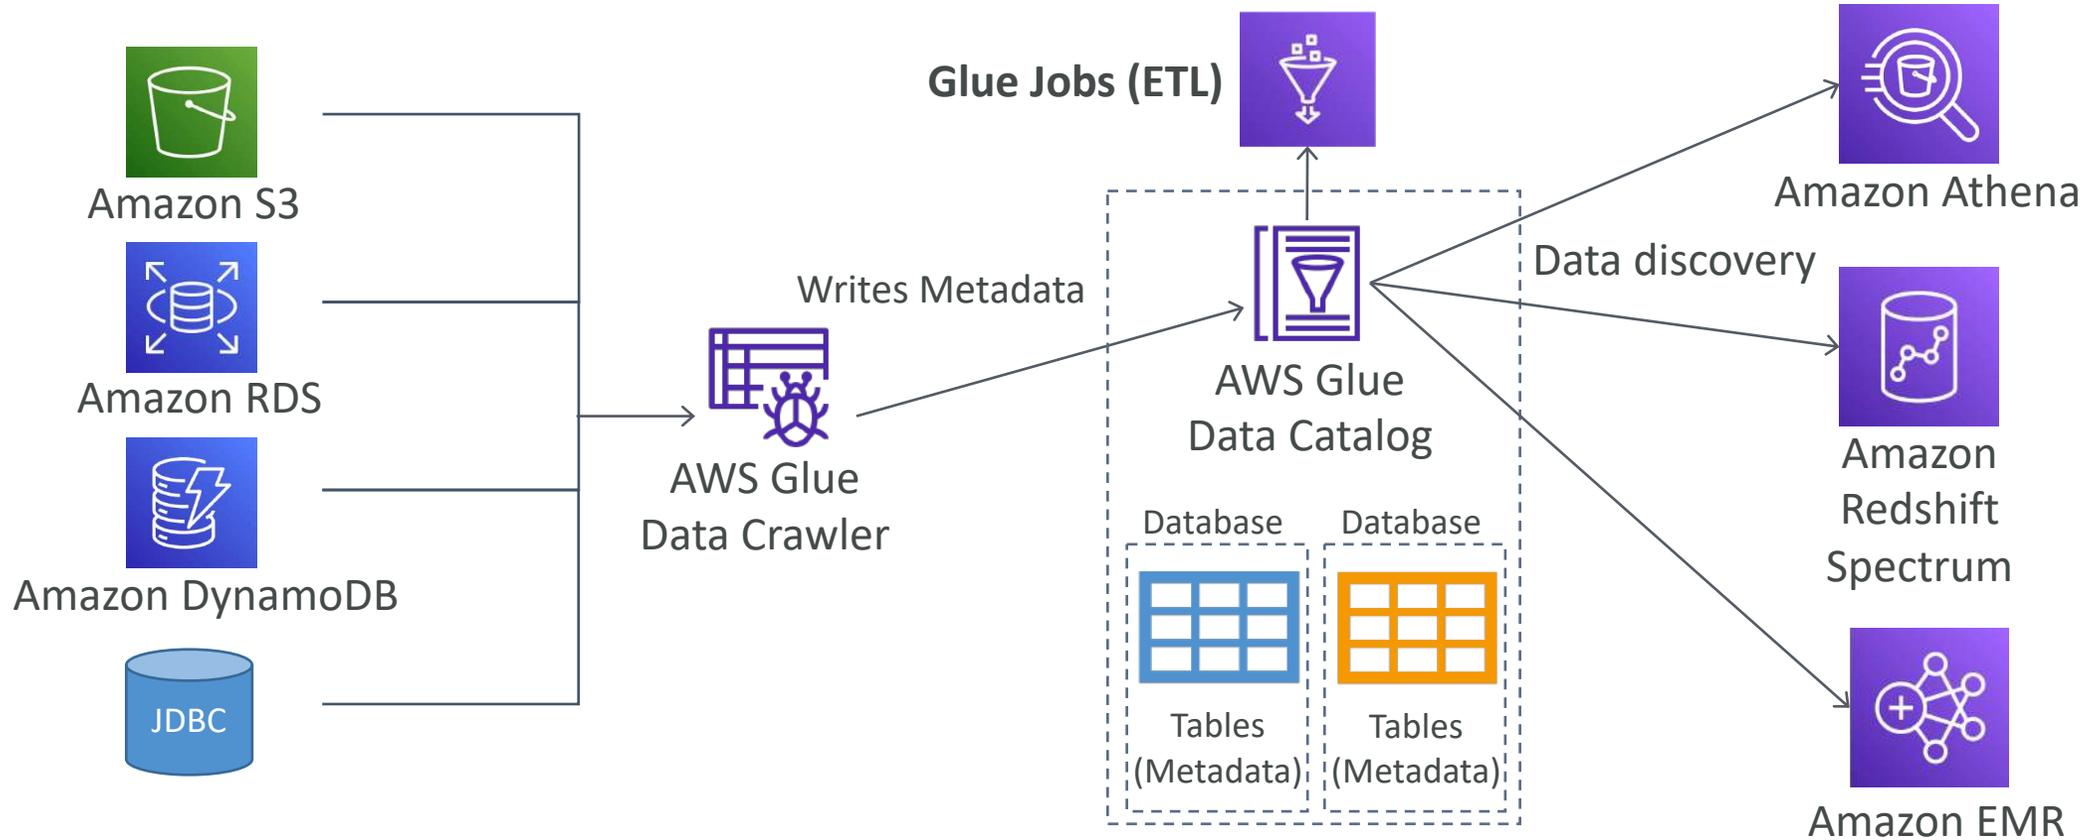 Amazon S3
Amazon RDS
Amazon DynamoDB
JDBC
AWS Glue
Data Crawler
Writes Metadata
Glue Jobs (ETL)
AWS Glue
Data Catalog
Database
Tables
(Metadata)
Database
Tables
(Metadata)
Data discovery
Amazon Athena
Amazon
Redshift
Spectrum
Amazon EMR